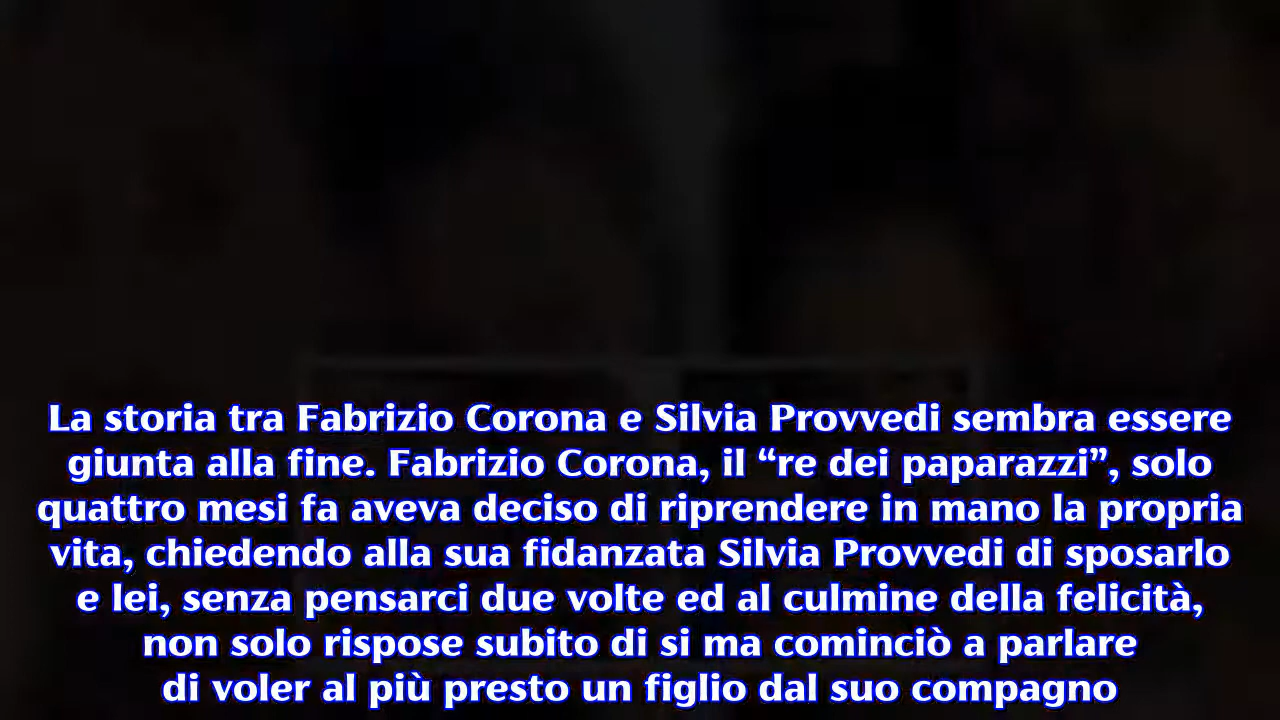 La storia tra Fabrizio Corona e Silvia Provvedi sembra essere
giunta alla fine. Fabrizio Corona, il “re dei paparazzi”, solo
quattro mesi fa aveva deciso di riprendere in mano la propria
vita, chiedendo alla sua fidanzata Silvia Provvedi di sposarlo
e lei, senza pensarci due volte ed al culmine della felicità,
non solo rispose subito di si ma cominciò a parlare
di voler al più presto un figlio dal suo compagno